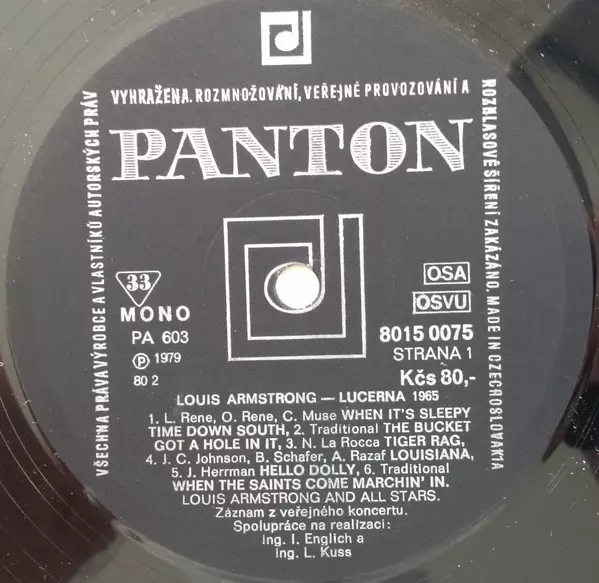 VŠECHNA PRÁVA VÝROBCE A VLASTNÍKŮ AUTORSKÝCH PRÁV
VYHRAŽENA. ROZMNOŽOVÁNÍ, VEŘEJNÉ PROVOZOVÁNÍ A
ROZHLASOVÉ ŠÍŘENÍ ZAKÁZÁNO. MADE IN CZECHOSLOVAKIA
PANTON
33
MONO
PA 603
Ⓟ 1979
80 2
OSA
OSVU
8015 0075
STRANA 1
Kčs 80,-
LOUIS ARMSTRONG — LUCERNA 1965
1. L. Rene, O. Rene, C. Muse WHEN IT'S SLEEPY
TIME DOWN SOUTH, 2. Traditional THE BUCKET
GOT A HOLE IN IT, 3. N. La Rocca TIGER RAG,
4. J. C. Johnson, B. Schafer, A. Razaf LOUISIANA,
5. J. Herrman HELLO DOLLY, 6. Traditional
WHEN THE SAINTS COME MARCHIN' IN.
LOUIS ARMSTRONG AND ALL STARS.
Záznam z veřejného koncertu.
Spolupráce na realizaci:
ing. I. Englich a
ing. L. Kuss